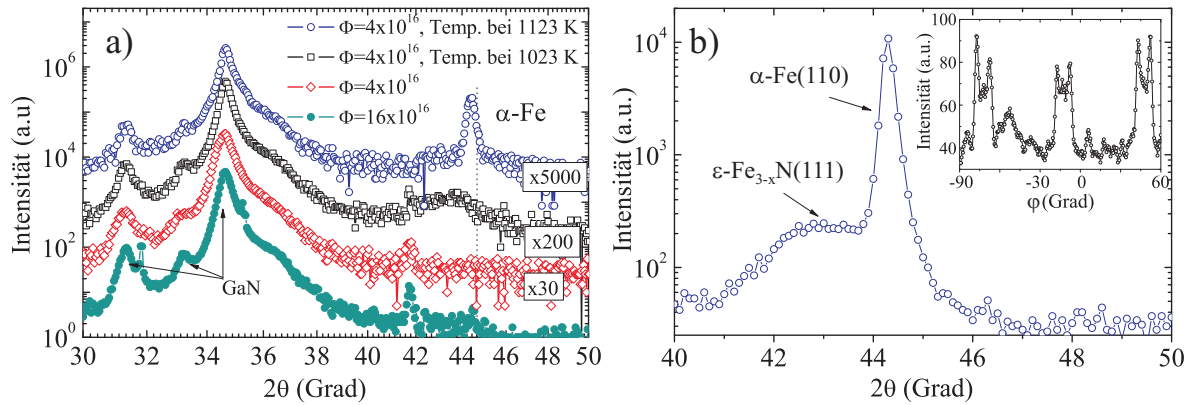 a)
Φ=4x10^16, Temp. bei 1123 K
Φ=4x10^16, Temp. bei 1023 K
Φ=4x10^16
Φ=16x10^16
α-Fe
x5000
x200
x30
GaN
Intensität (a.u)
10^6
10^4
10^2
10^0
30 32 34 36 38 40 42 44 46 48 50
2θ (Grad)
b)
α-Fe(110)
ε-Fe3-xN(111)
Intensität (a.u.)
10^4
10^3
10^2
40 42 44 46 48 50
2θ (Grad)
Intensität (a.u.)
100
80
60
40
-90 -30 0 60
φ(Grad)